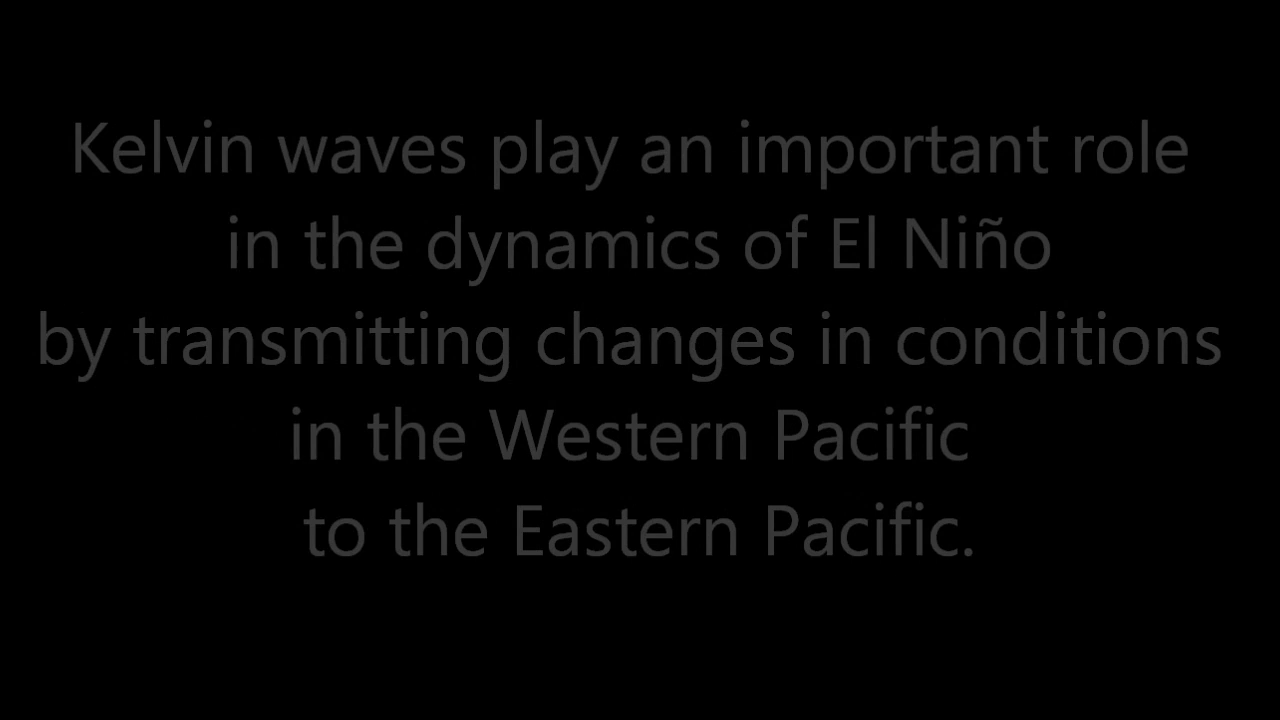 Kelvin waves play an important role
in the dynamics of El Niño
by transmitting changes in conditions
in the Western Pacific
to the Eastern Pacific.